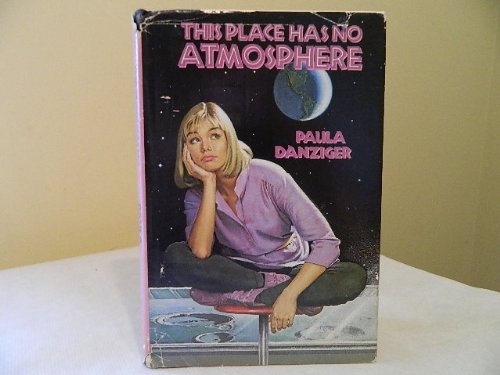 THIS PLACE HAS NO
ATMOSPHERE
PAULA
DANZIGER